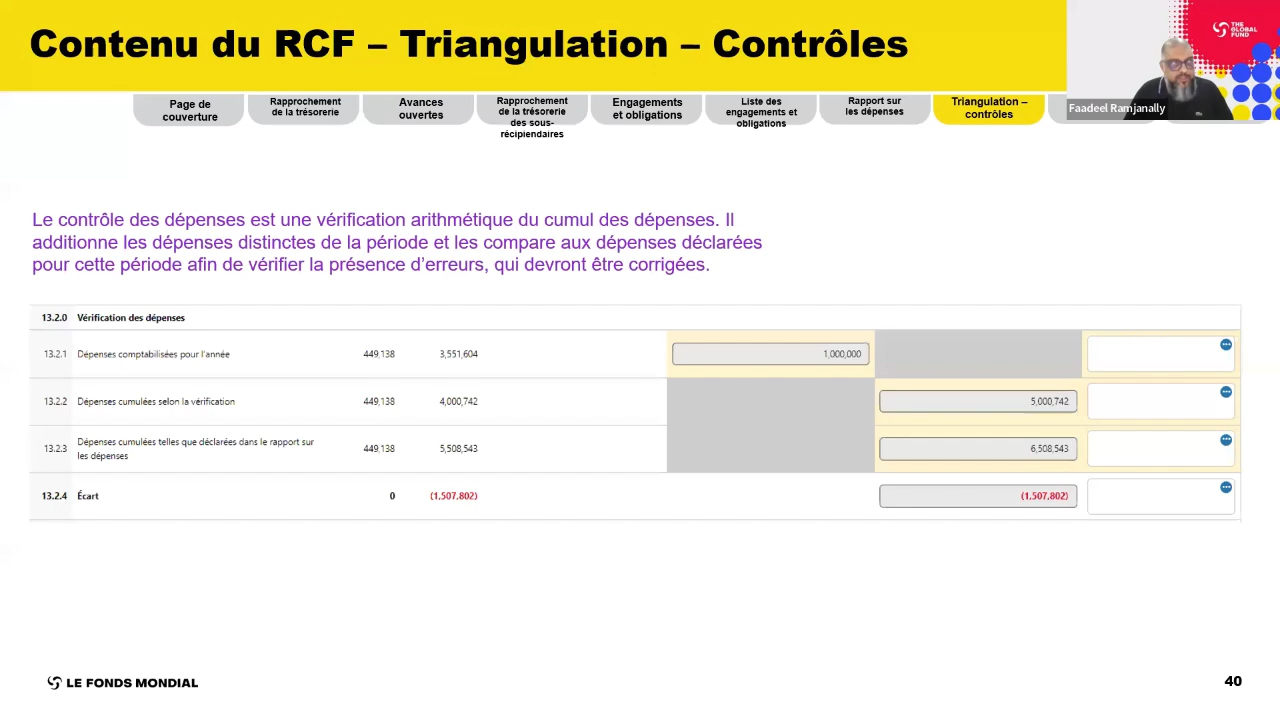 Contenu du RCF – Triangulation – Contrôles
THE
GLOBAL
FUND
Faadeel Ramjanally
Page de
couverture
Rapprochement
de la trésorerie
Avances
ouvertes
Rapprochement
de la trésorerie
des sous-
récipiendaires
Engagements
et obligations
Liste des
engagements et
obligations
Rapport sur
les dépenses
Triangulation –
contrôles
Le contrôle des dépenses est une vérification arithmétique du cumul des dépenses. Il
additionne les dépenses distinctes de la période et les compare aux dépenses déclarées
pour cette période afin de vérifier la présence d’erreurs, qui devront être corrigées.
13.2.0 Vérification des dépenses
13.2.1 Dépenses comptabilisées pour l'année 449,138 3,551,604 1,000,000
13.2.2 Dépenses cumulées selon la vérification 449,138 4,000,742 5,000,742
13.2.3 Dépenses cumulées telles que déclarées dans le rapport sur
les dépenses 449,138 5,508,543 6,508,543
13.2.4 Écart 0 (1,507,802) (1,507,802)
LE FONDS MONDIAL
40